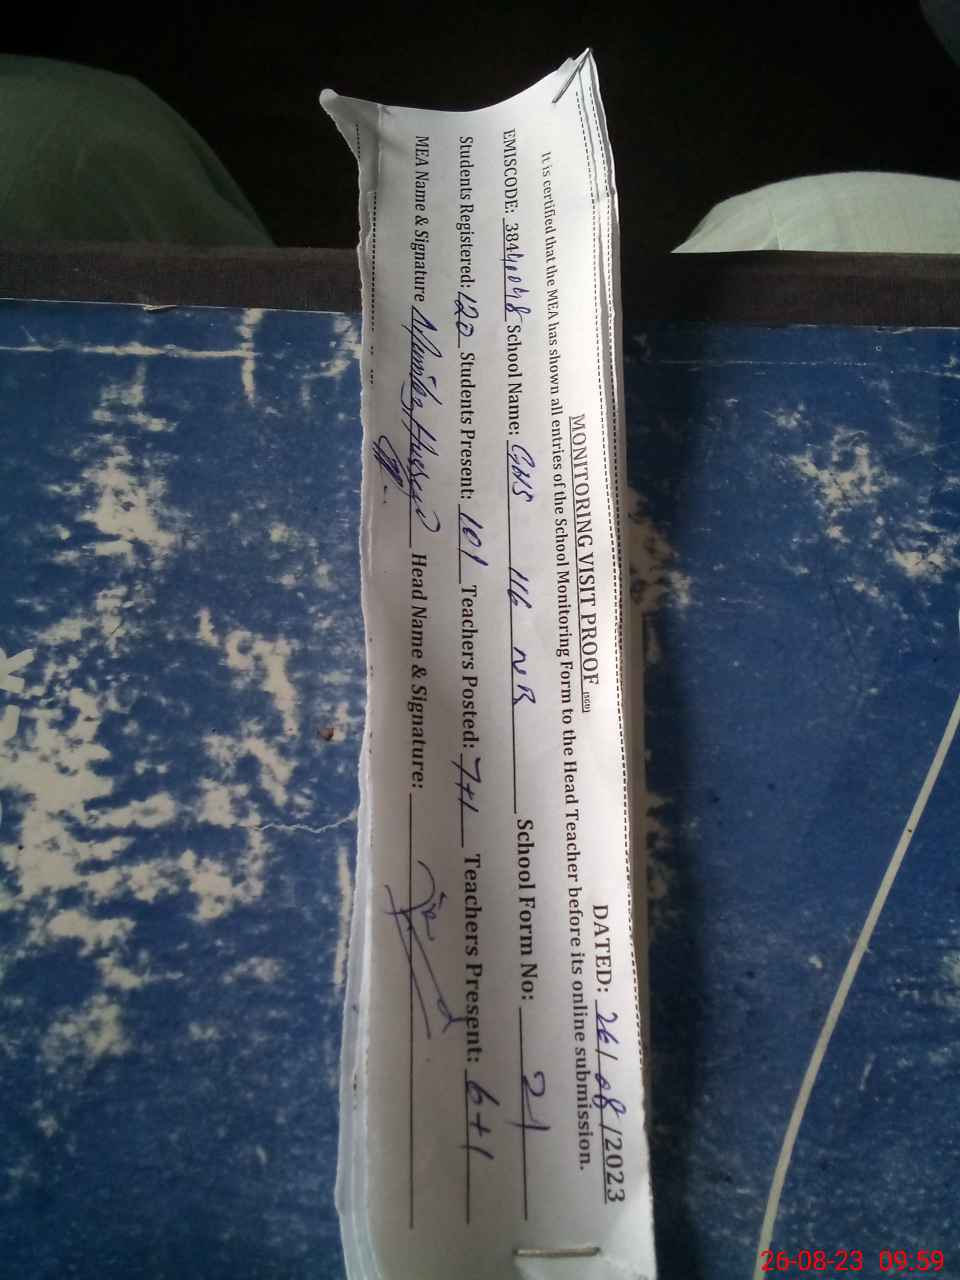 MONITORING VISIT PROOF (SGD) DATED: 26/08/2023
It is certified that the MEA has shown all entries of the School Monitoring Form to the Head Teacher before its online submission.
EMISCODE: 38440048 School Name: GHS 116 NB School Form No: 21
Students Registered: 120 Students Present: 101 Teachers Posted: 7+1 Teachers Present: 6+1
MEA Name & Signature Head Name & Signature:
26-08-23 09.59